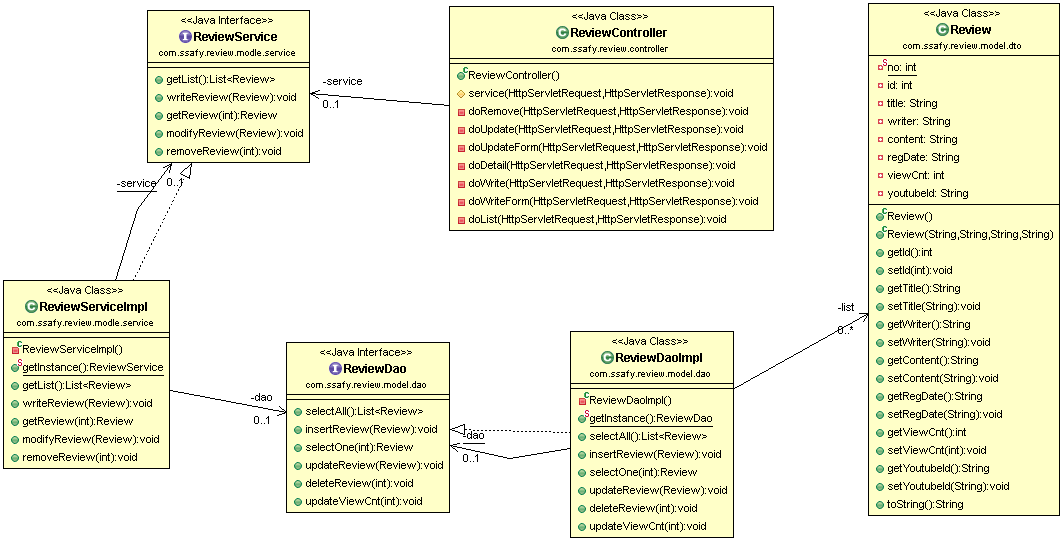 <<Java Interface>>
ReviewService
com.ssafy.review.modle.service
getList():List<Review>
writeReview(Review):void
getReview(int):Review
modifyReview(Review):void
removeReview(int):void
<<Java Class>>
ReviewController
com.ssafy.review.controller
ReviewController()
service(HttpServletRequest,HttpServletResponse):void
doRemove(HttpServletRequest,HttpServletResponse):void
doUpdate(HttpServletRequest,HttpServletResponse):void
doUpdateForm(HttpServletRequest,HttpServletResponse):void
doDetail(HttpServletRequest,HttpServletResponse):void
doWrite(HttpServletRequest,HttpServletResponse):void
doWriteForm(HttpServletRequest,HttpServletResponse):void
doList(HttpServletRequest,HttpServletResponse):void
<<Java Class>>
Review
com.ssafy.review.model.dto
no: int
id: int
title: String
writer: String
content: String
regDate: String
viewCnt: int
youtubeId: String
Review()
Review(String,String,String,String)
getId():int
setId(int):void
getTitle():String
setTitle(String):void
getWriter():String
setWriter(String):void
getContent():String
setContent(String):void
getRegDate():String
setRegDate(String):void
getViewCnt():int
setViewCnt(int):void
getYoutubeId():String
setYoutubeId(String):void
toString():String
-service
0..1
-service
0..1
<<Java Class>>
ReviewServiceImpl
com.ssafy.review.modle.service
ReviewServiceImpl()
getInstance():ReviewService
getList():List<Review>
writeReview(Review):void
getReview(int):Review
modifyReview(Review):void
removeReview(int):void
-dao
0..1
<<Java Interface>>
ReviewDao
com.ssafy.review.model.dao
selectAll():List<Review>
insertReview(Review):void
selectOne(int):Review
updateReview(Review):void
deleteReview(int):void
updateViewCnt(int):void
-dao
0..1
<<Java Class>>
ReviewDaoImpl
com.ssafy.review.model.dao
ReviewDaoImpl()
getInstance():ReviewDao
selectAll():List<Review>
insertReview(Review):void
selectOne(int):Review
updateReview(Review):void
deleteReview(int):void
updateViewCnt(int):void
-list
0..*